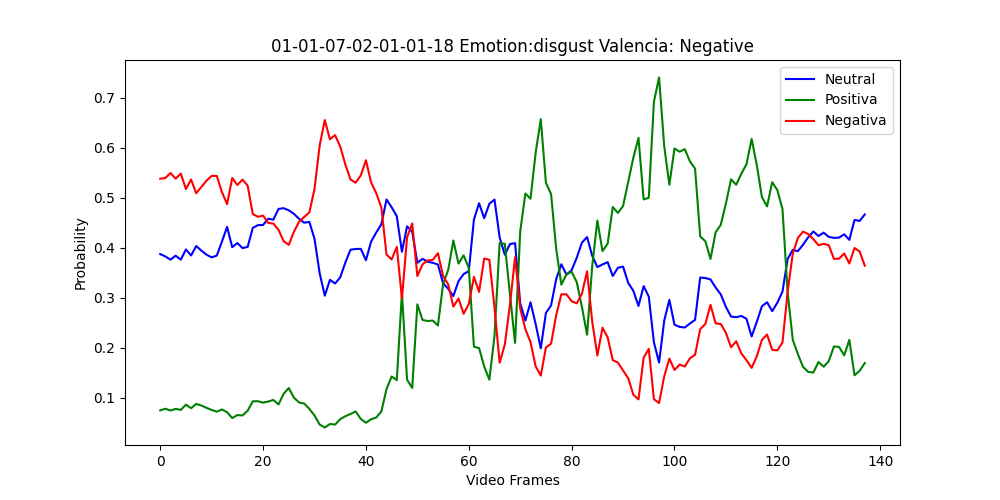 01-01-07-02-01-01-18 Emotion:disgust Valencia: Negative
Neutral
Positiva
Negativa
Probability
0.7
0.6
0.5
0.4
0.3
0.2
0.1
0 20 40 60 80 100 120 140
Video Frames